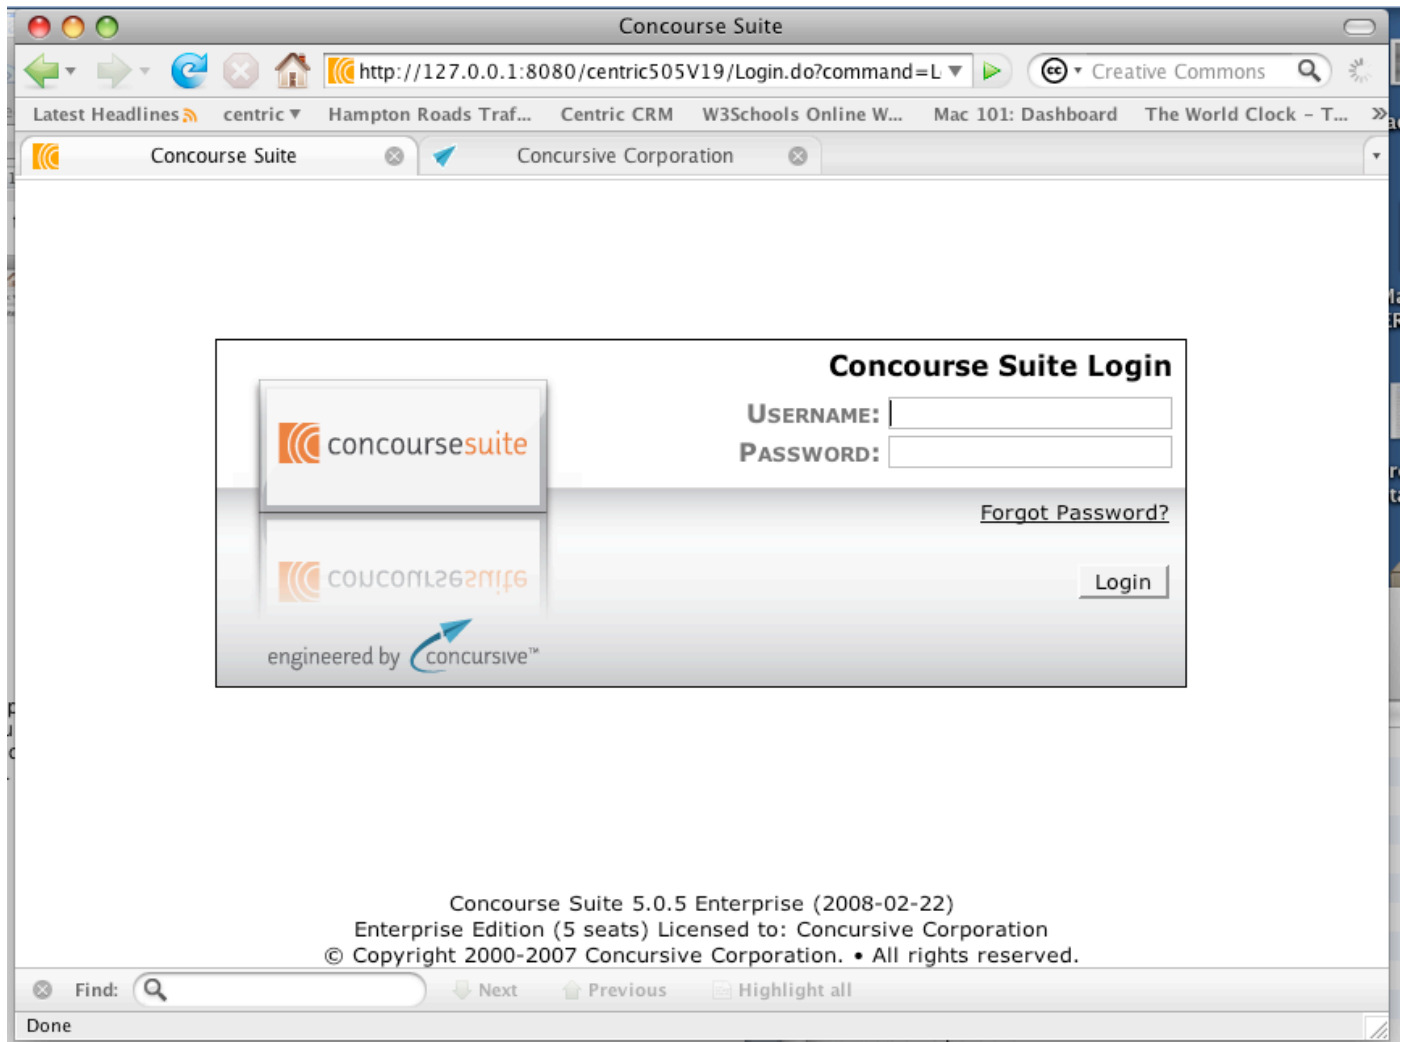 Concourse Suite
http://127.0.0.1:8080/centric505V19/Login.do?command=L
Creative Commons
Latest Headlines centric Hampton Roads Traf... Centric CRM W3Schools Online W... Mac 101: Dashboard The World Clock – T... »
Concourse Suite Concursive Corporation
Concourse Suite Login
USERNAME:
concoursesuite
PASSWORD:
Forgot Password?
concoursesuite
Login
engineered by concursive™
Concourse Suite 5.0.5 Enterprise (2008-02-22)
Enterprise Edition (5 seats) Licensed to: Concursive Corporation
© Copyright 2000-2007 Concursive Corporation. • All rights reserved.
Find: Next Previous Highlight all
Done